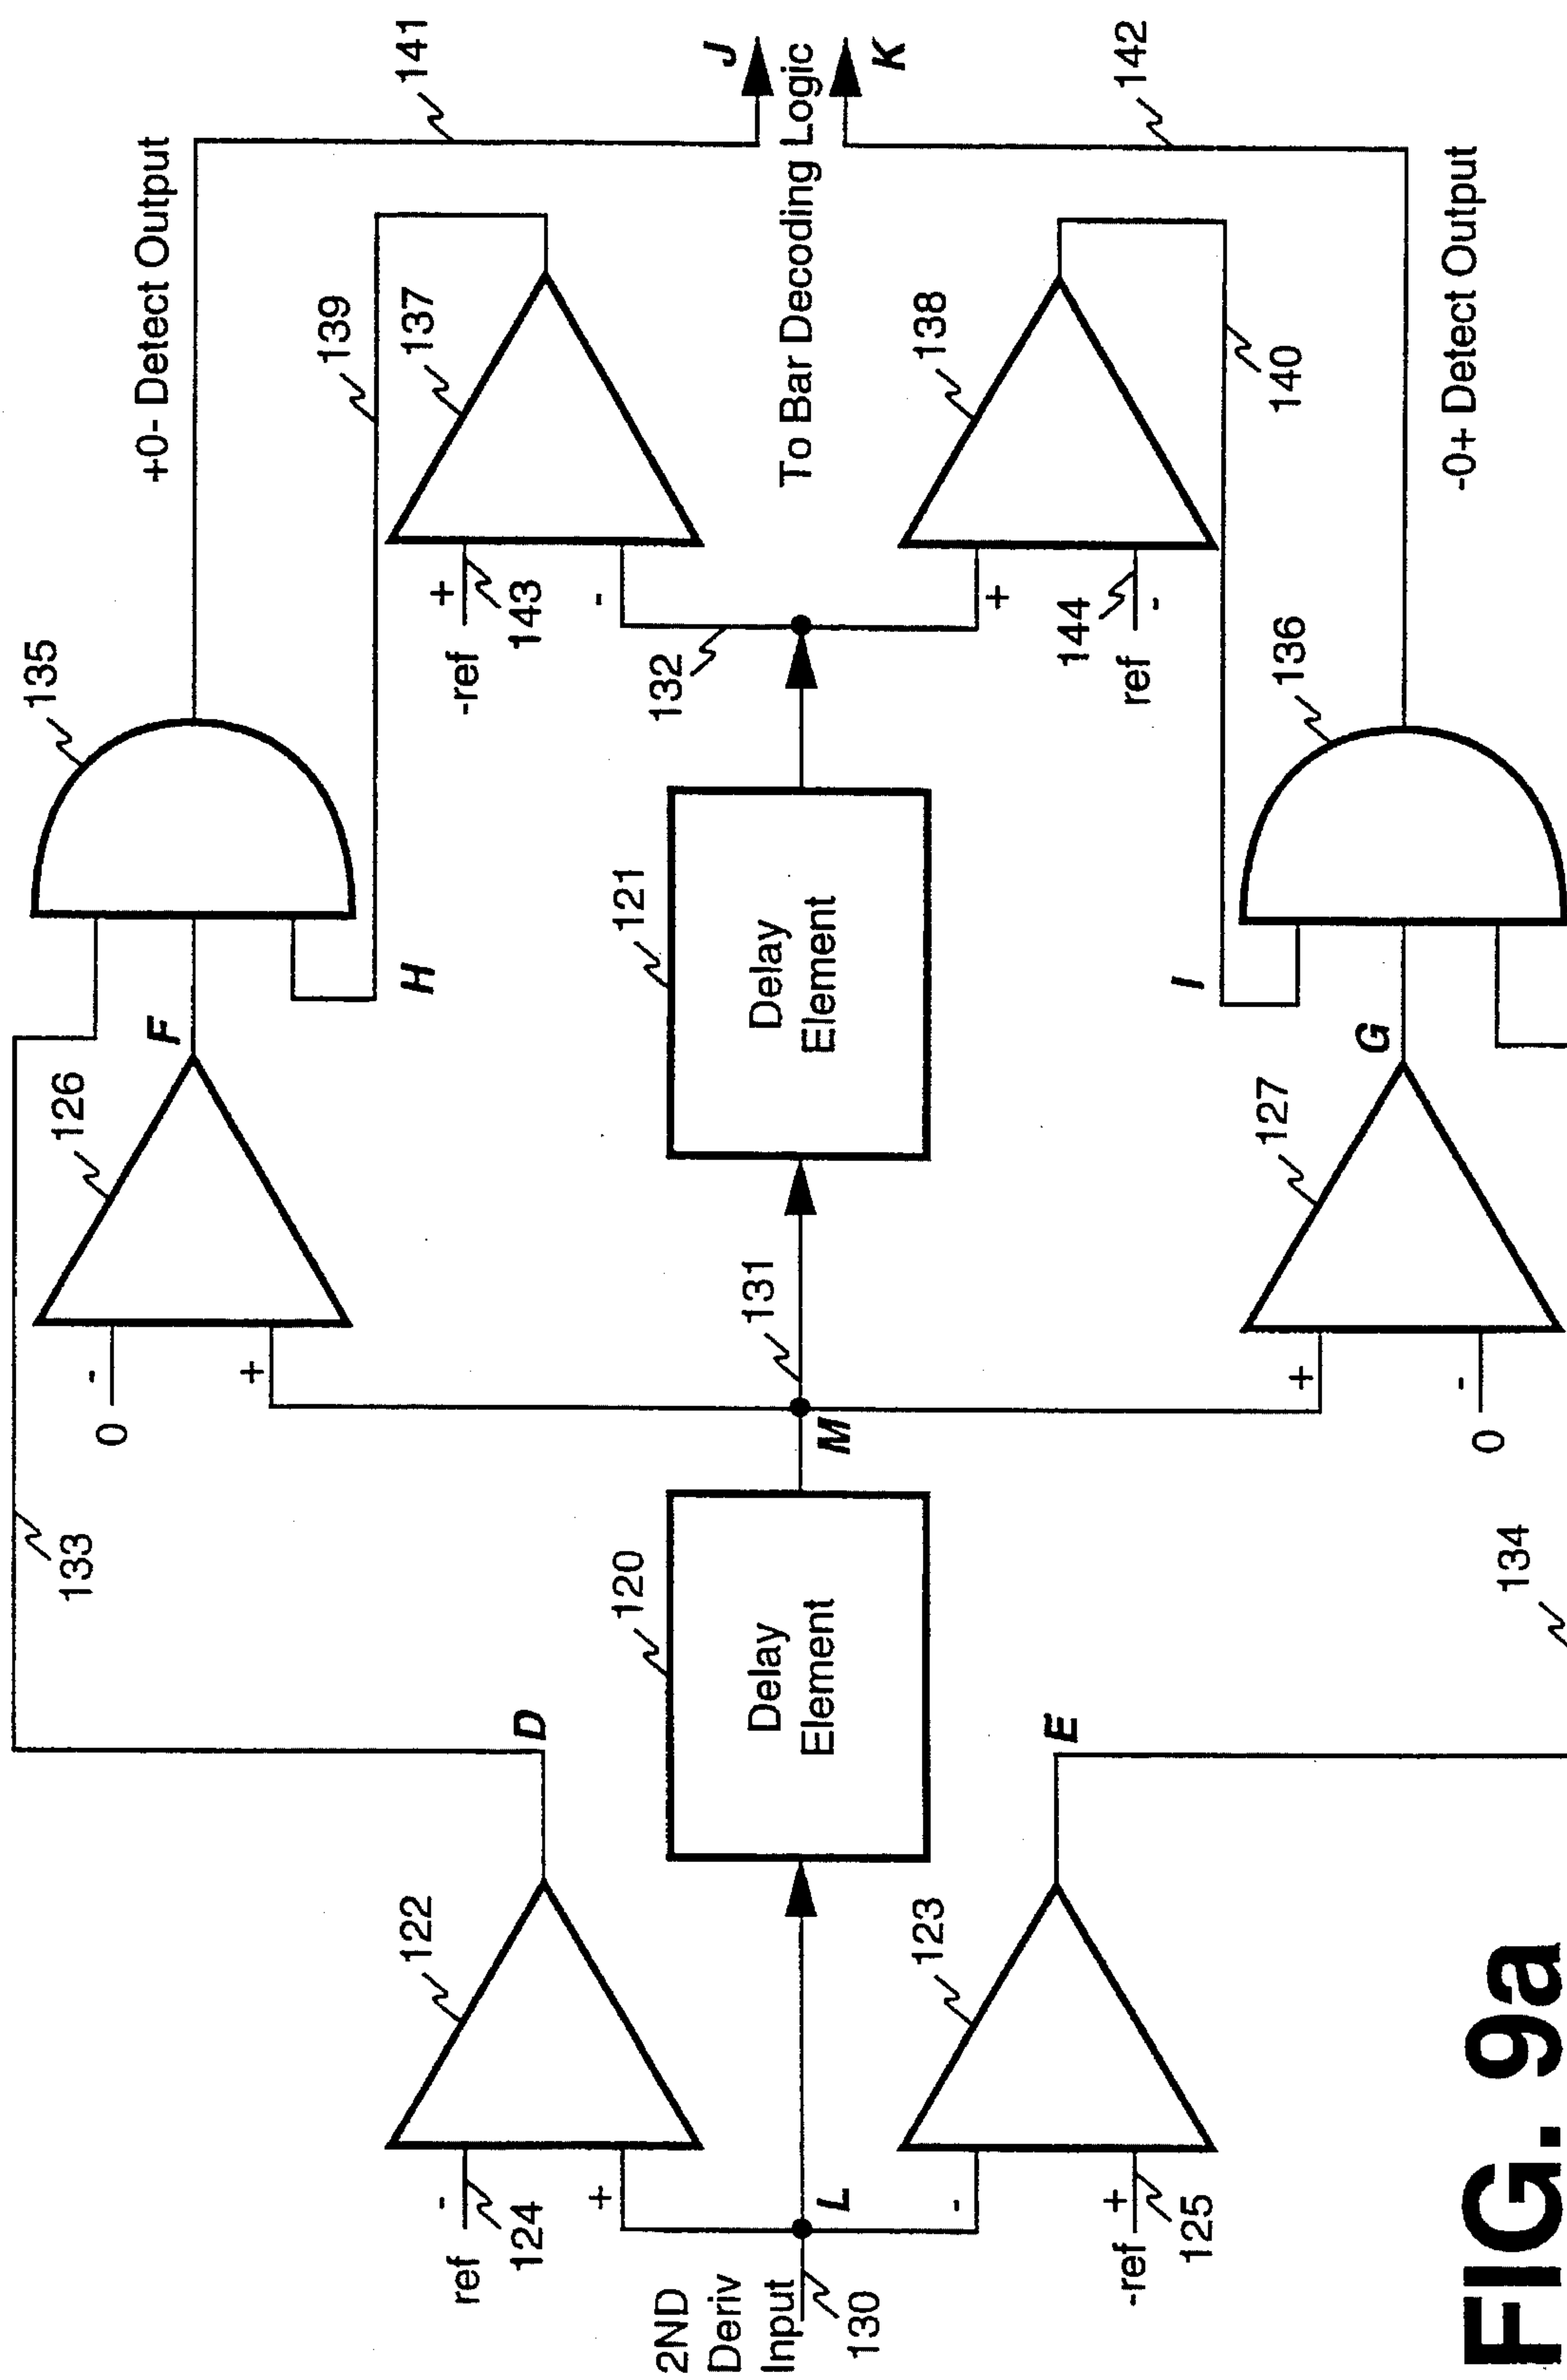 133
126
F
0
-
+
135
+0- Detect Output
141
H
139
137
-ref
+
143
-
D
122
ref
-
124
+
2ND
Deriv
Input
130
L
120
Delay
Element
M
131
121
Delay
Element
132
J
To Bar Decoding Logic
K
E
123
-
-ref
+
125
138
+
144
ref
-
140
I
G
127
+
-
0
136
142
-0+ Detect Output
134
FIG. 9a